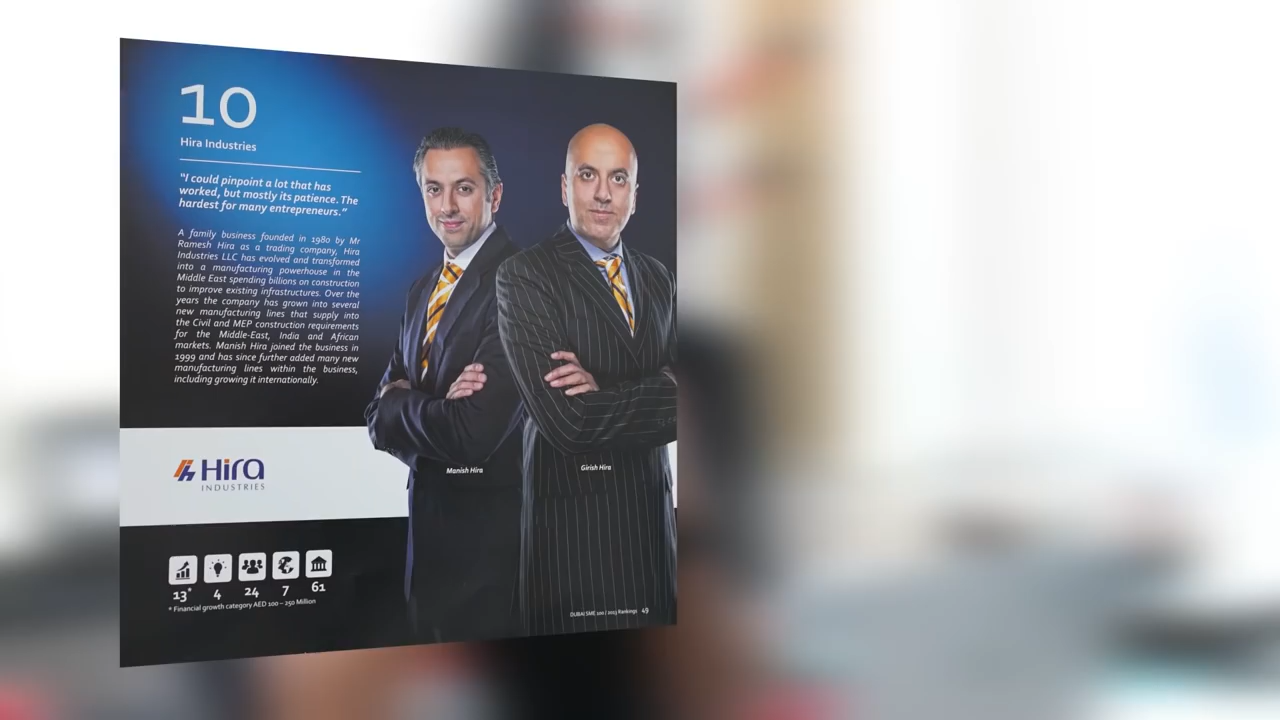 10
Hira Industries
"I could pinpoint a lot that has
worked, but mostly its patience. The
hardest for many entrepreneurs."
A family business founded in 1980 by Mr
Ramesh Hira as a trading company, Hira
Industries LLC has evolved and transformed
into a manufacturing powerhouse in the
Middle East spending billions on construction
to improve existing infrastructures. Over the
years the company has grown into several
new manufacturing lines that supply into
the Civil and MEP construction requirements
for the Middle-East, India and African
markets. Manish Hira joined the business in
1999 and has since further added many new
manufacturing lines within the business,
including growing it internationally.
Hira
INDUSTRIES
Manish Hira
Girish Hira
13* 4 24 7 61
* Financial growth category AED 100 – 250 Million
DUBAI SME 100 / 2013 Rankings 49